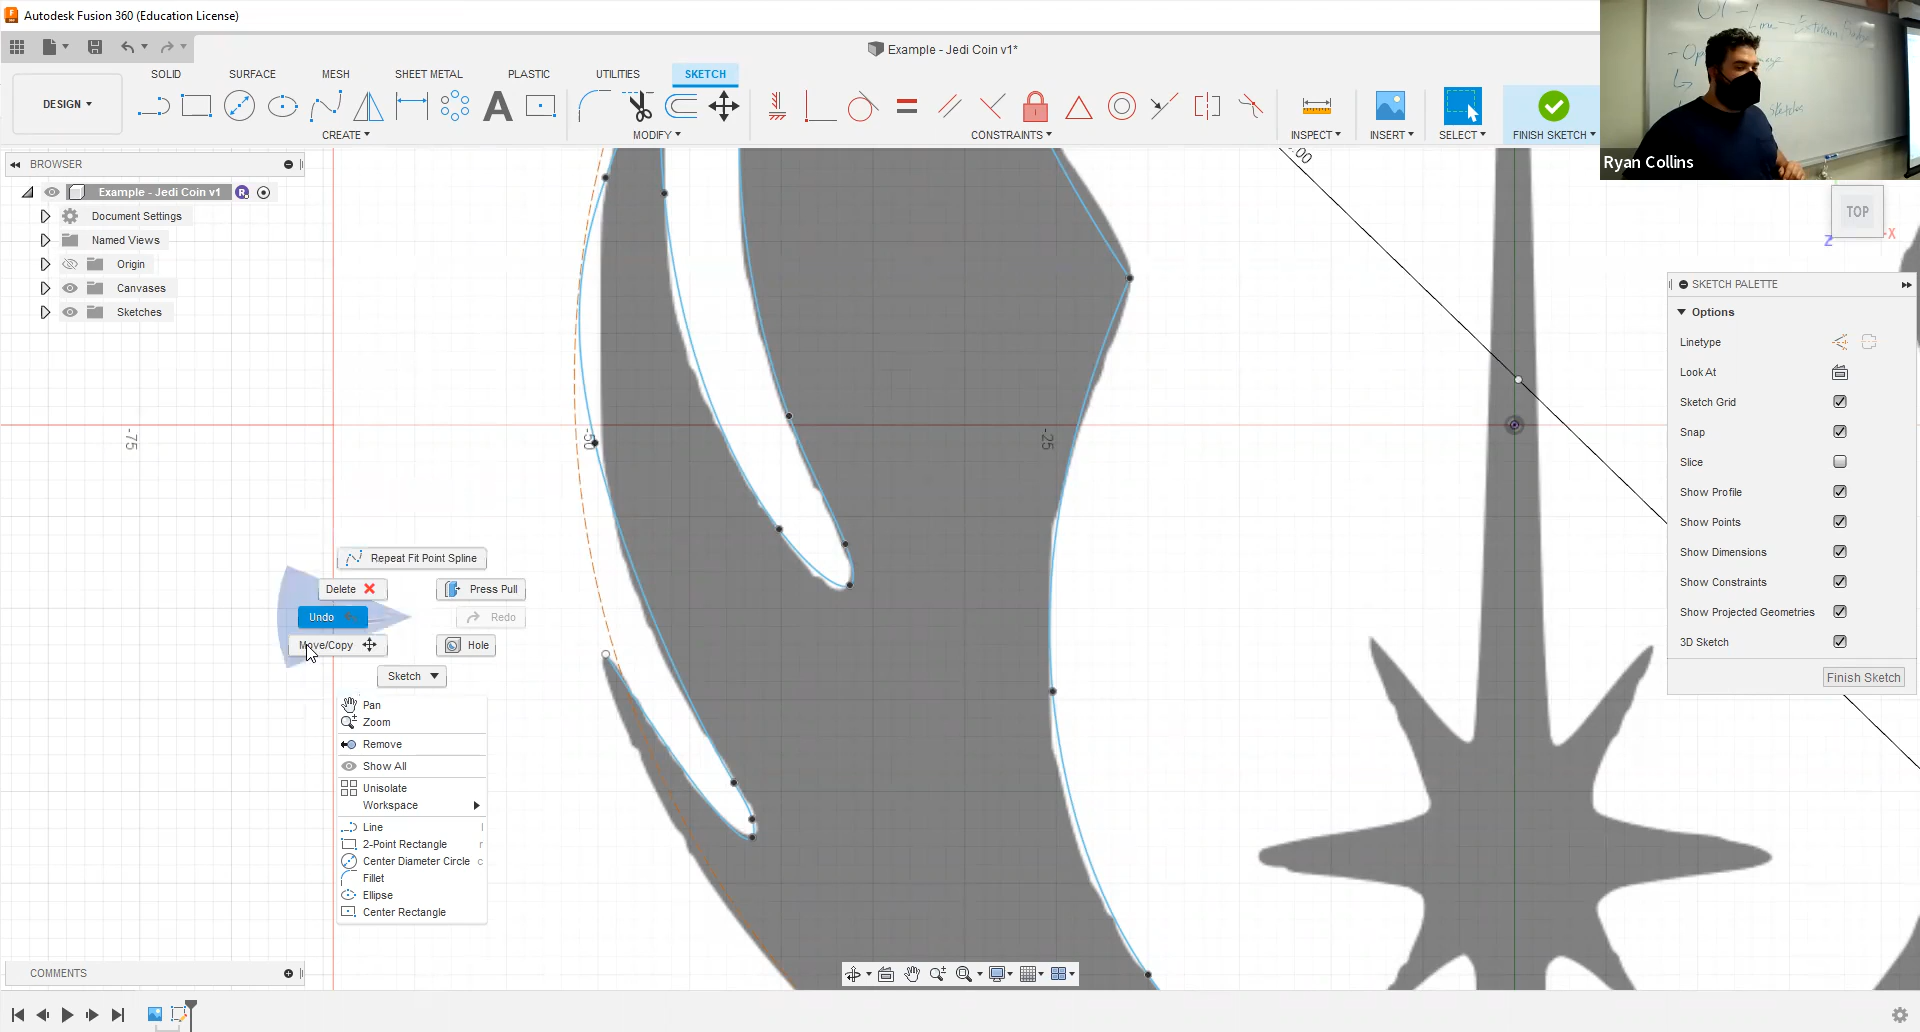 Autodesk Fusion 360 (Education License)
Example - Jedi Coin v1*
SOLID SURFACE MESH SHEET METAL PLASTIC UTILITIES SKETCH
DESIGN
CREATE MODIFY CONSTRAINTS INSPECT INSERT SELECT FINISH SKETCH
Ryan Collins
BROWSER
Example - Jedi Coin v1
Document Settings
Named Views
Origin
Canvases
Sketches
TOP
Z
-X
SKETCH PALETTE
Options
Linetype
Look At
Sketch Grid
Snap
Slice
Show Profile
Show Points
Show Dimensions
Show Constraints
Show Projected Geometries
3D Sketch
Finish Sketch
-75
-50
-25
Repeat Fit Point Spline
Delete
Press Pull
Undo
Redo
Move/Copy
Hole
Sketch
Pan
Zoom
Remove
Show All
Unisolate
Workspace
Line l
2-Point Rectangle r
Center Diameter Circle c
Fillet
Ellipse
Center Rectangle
COMMENTS